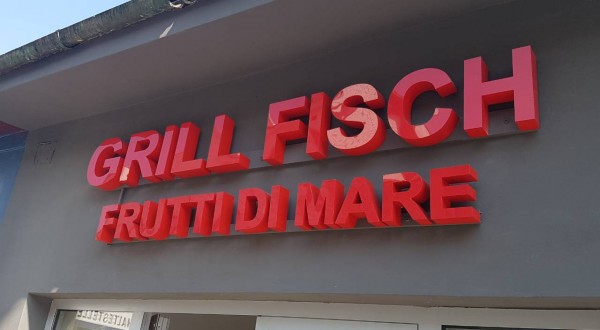 GRILL FISCH
FRUTTI DI MARE